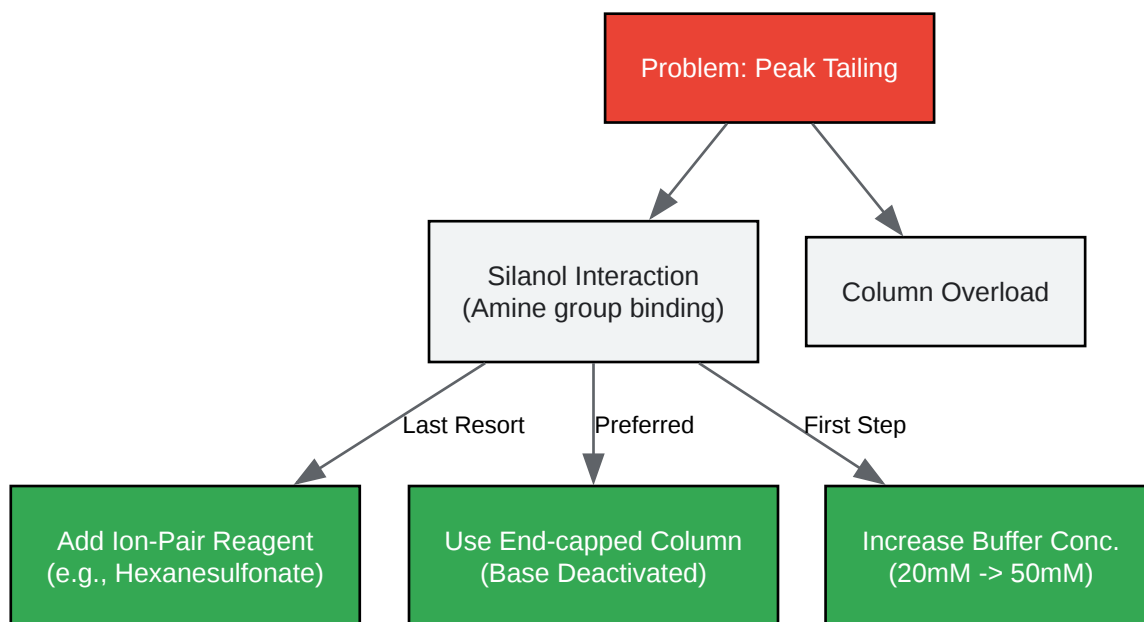 Problem: Peak Tailing
Silanol Interaction
(Amine group binding)
Column Overload
Last Resort
Preferred
First Step
Add Ion-Pair Reagent
(e.g., Hexanesulfonate)
Use End-capped Column
(Base Deactivated)
Increase Buffer Conc.
(20mM -> 50mM)